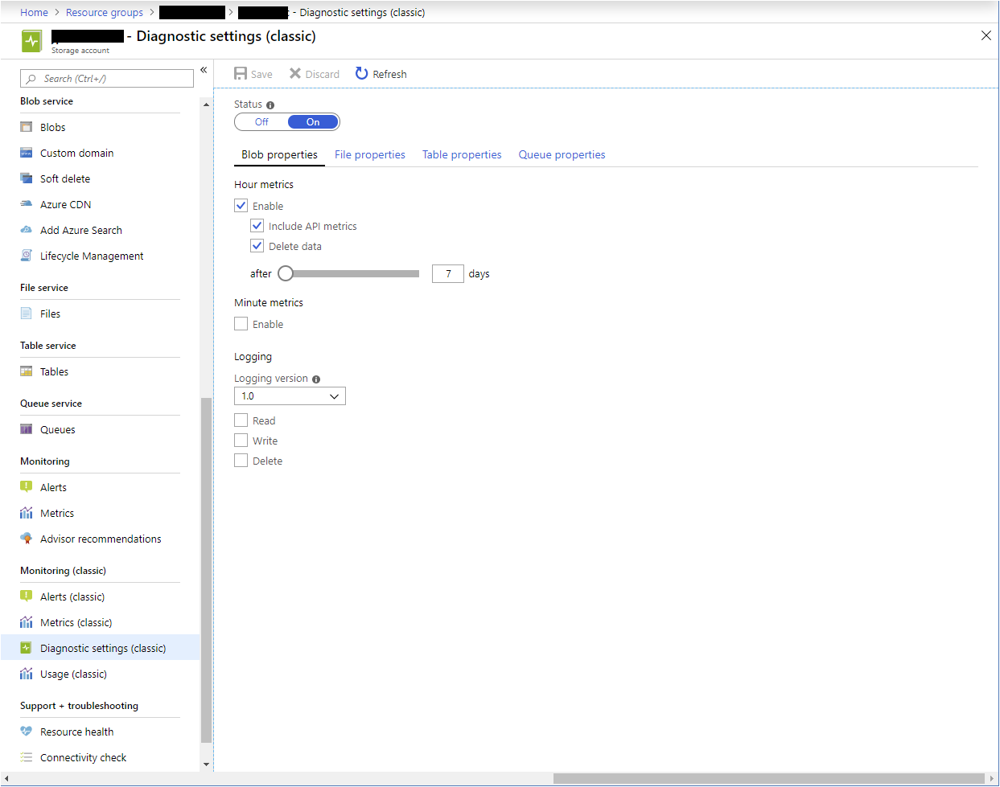 Home > Resource groups > > - Diagnostic settings (classic)
- Diagnostic settings (classic)
Storage account
Search (Ctrl+/)
«
Blob service
Blobs
Custom domain
Soft delete
Azure CDN
Add Azure Search
Lifecycle Management
File service
Files
Table service
Tables
Queue service
Queues
Monitoring
Alerts
Metrics
Advisor recommendations
Monitoring (classic)
Alerts (classic)
Metrics (classic)
Diagnostic settings (classic)
Usage (classic)
Support + troubleshooting
Resource health
Connectivity check
Save Discard Refresh
Status
Off On
Blob properties File properties Table properties Queue properties
Hour metrics
Enable
Include API metrics
Delete data
after 7 days
Minute metrics
Enable
Logging
Logging version
1.0
Read
Write
Delete